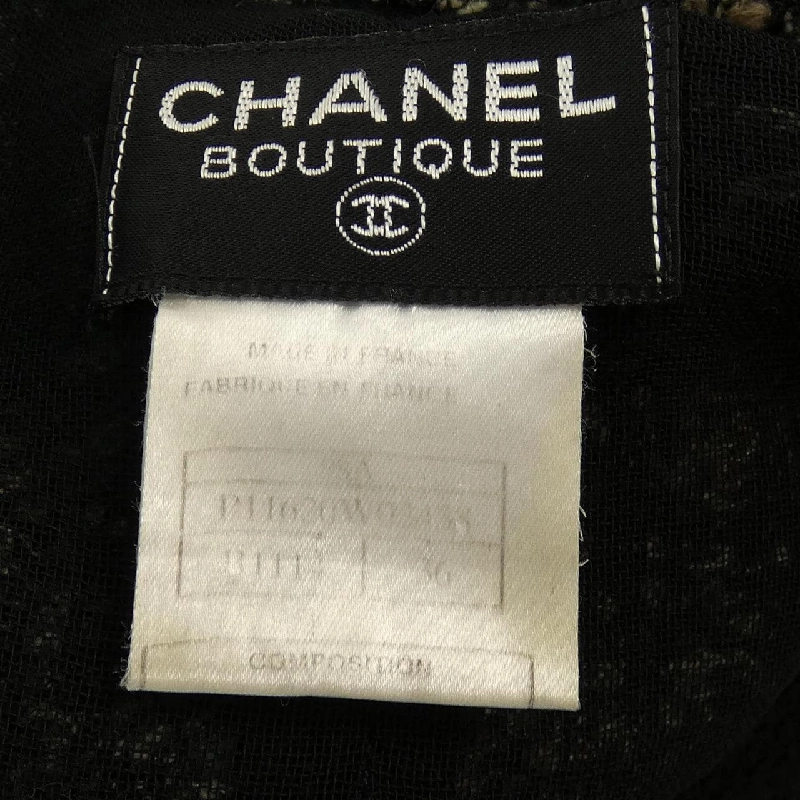 CHANEL
BOUTIQUE
MADE IN FRANCE
FABRIQUE EN FRANCE
36
COMPOSITION